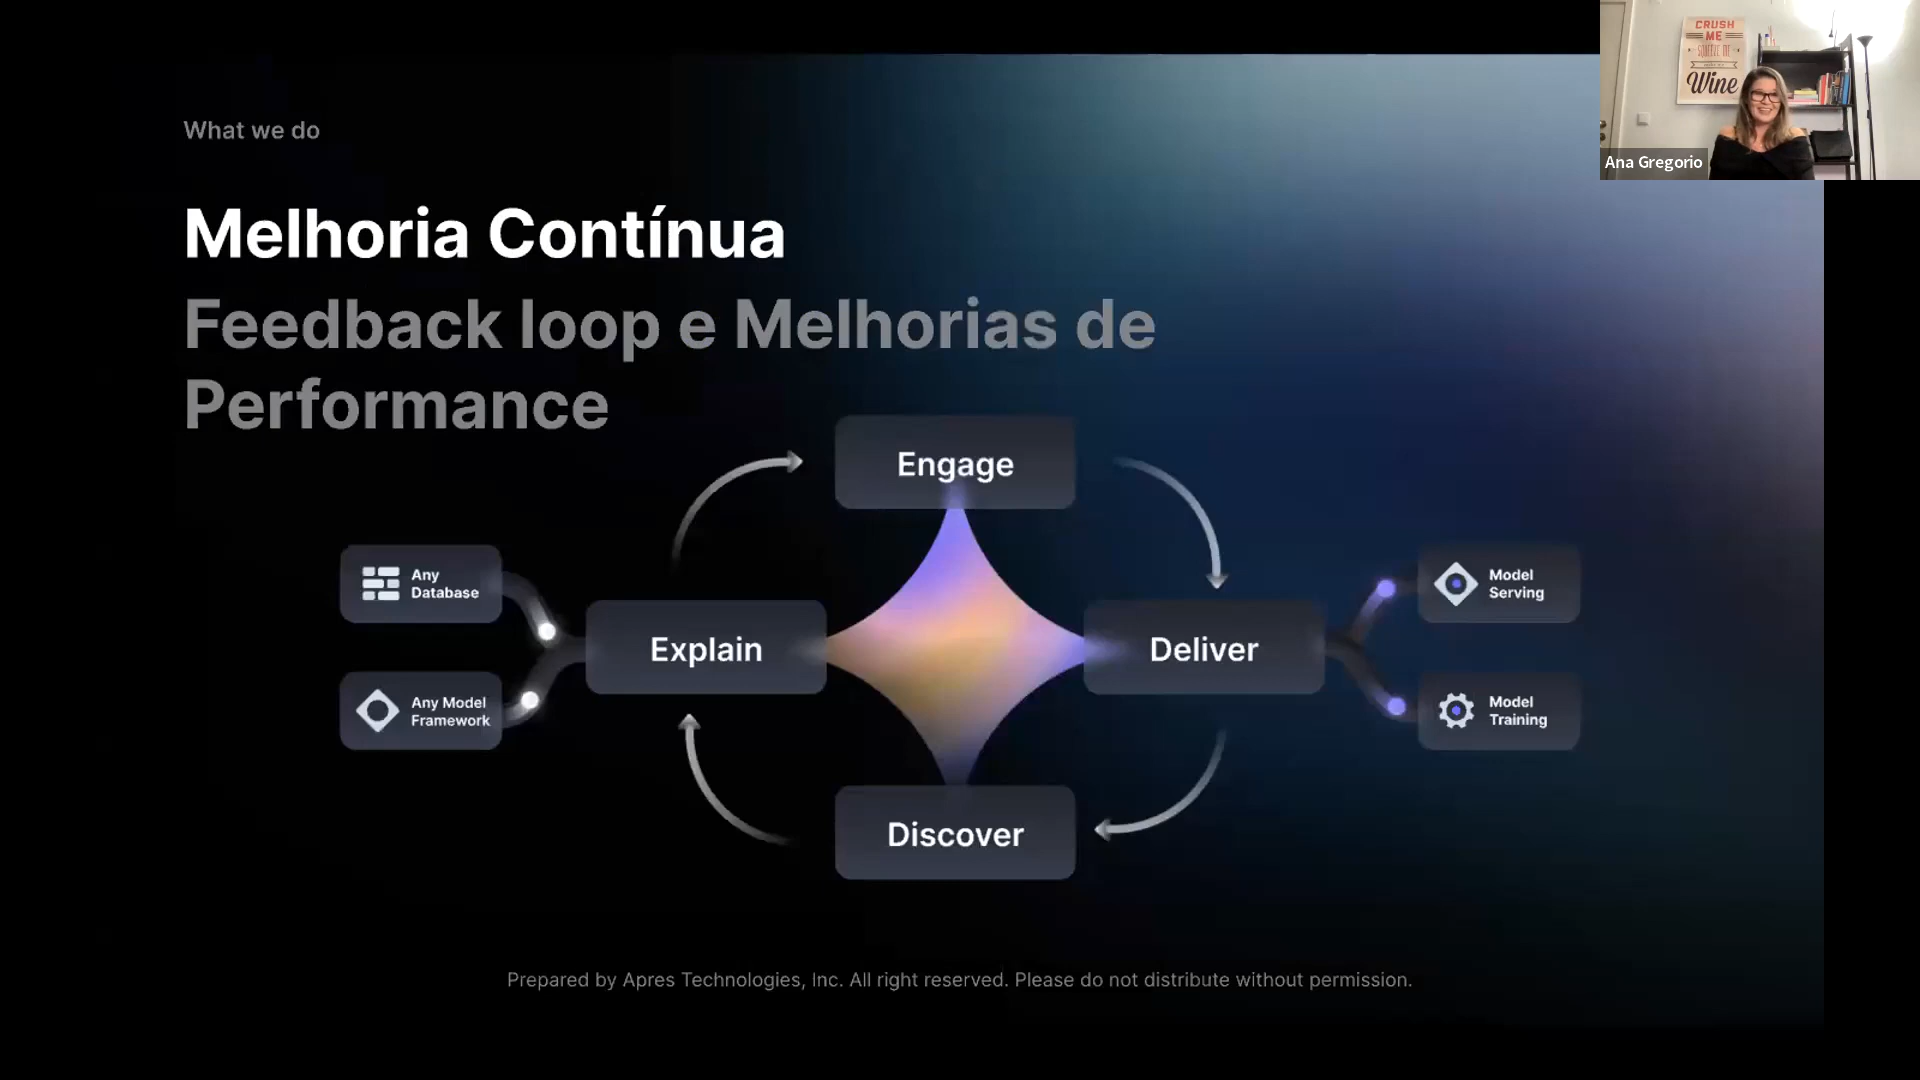 What we do
Melhoria Contínua
Feedback loop e Melhorias de
Performance
Engage
Any
Database
Explain
Deliver
Model
Serving
Any Model
Framework
Model
Training
Discover
Prepared by Apres Technologies, Inc. All right reserved. Please do not distribute without permission.
CRUSH
ME
SQUEEZE ME
Wine
Ana Gregorio